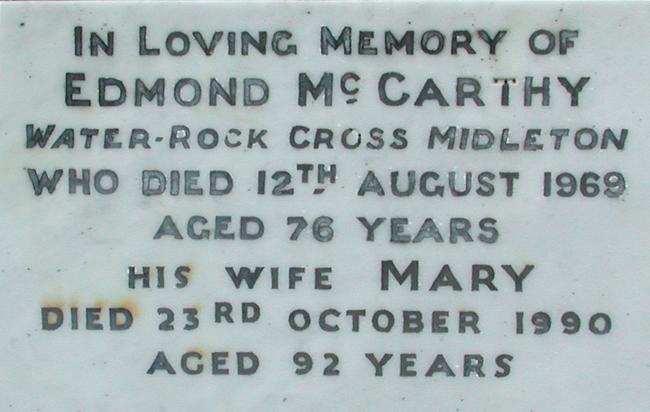 IN LOVING MEMORY OF
EDMOND McCARTHY
WATER-ROCK CROSS MIDLETON
WHO DIED 12TH AUGUST 1969
AGED 76 YEARS
HIS WIFE MARY
DIED 23RD OCTOBER 1990
AGED 92 YEARS